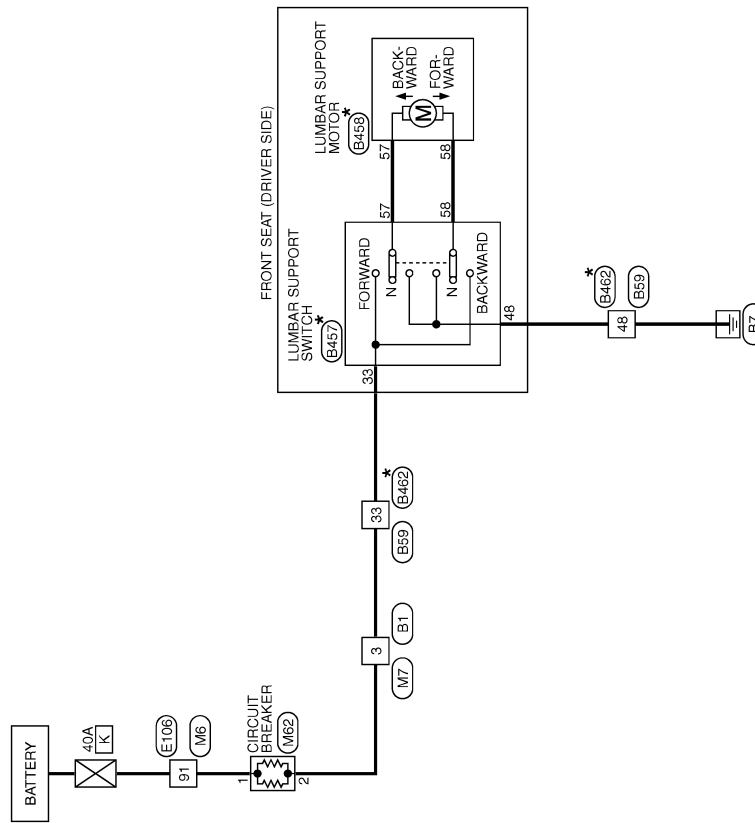 FRONT SEAT (DRIVER SIDE)
LUMBAR SUPPORT
MOTOR
*
B458
BACK-
WARD
FOR-
WARD
M
57
58
57
58
LUMBAR SUPPORT
SWITCH
*
B457
FORWARD
N
N
BACKWARD
33
48
*
B462
B59
48
B7
33
*
B462
B59
3
B1
M7
BATTERY
40A
K
E106
91
M6
CIRCUIT
BREAKER
M62
1
2